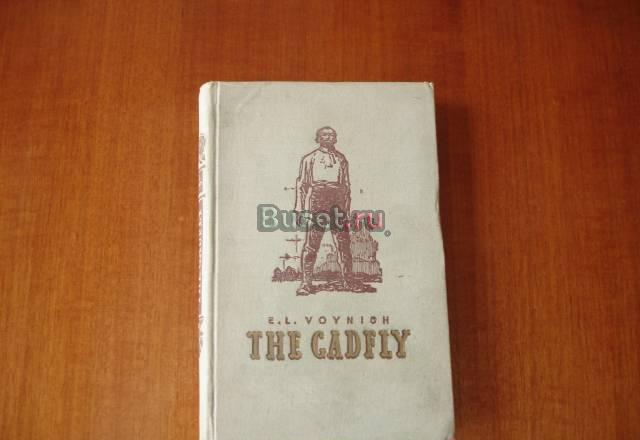 Buset.ru
E.L. VOYNICH
THE GADFLY